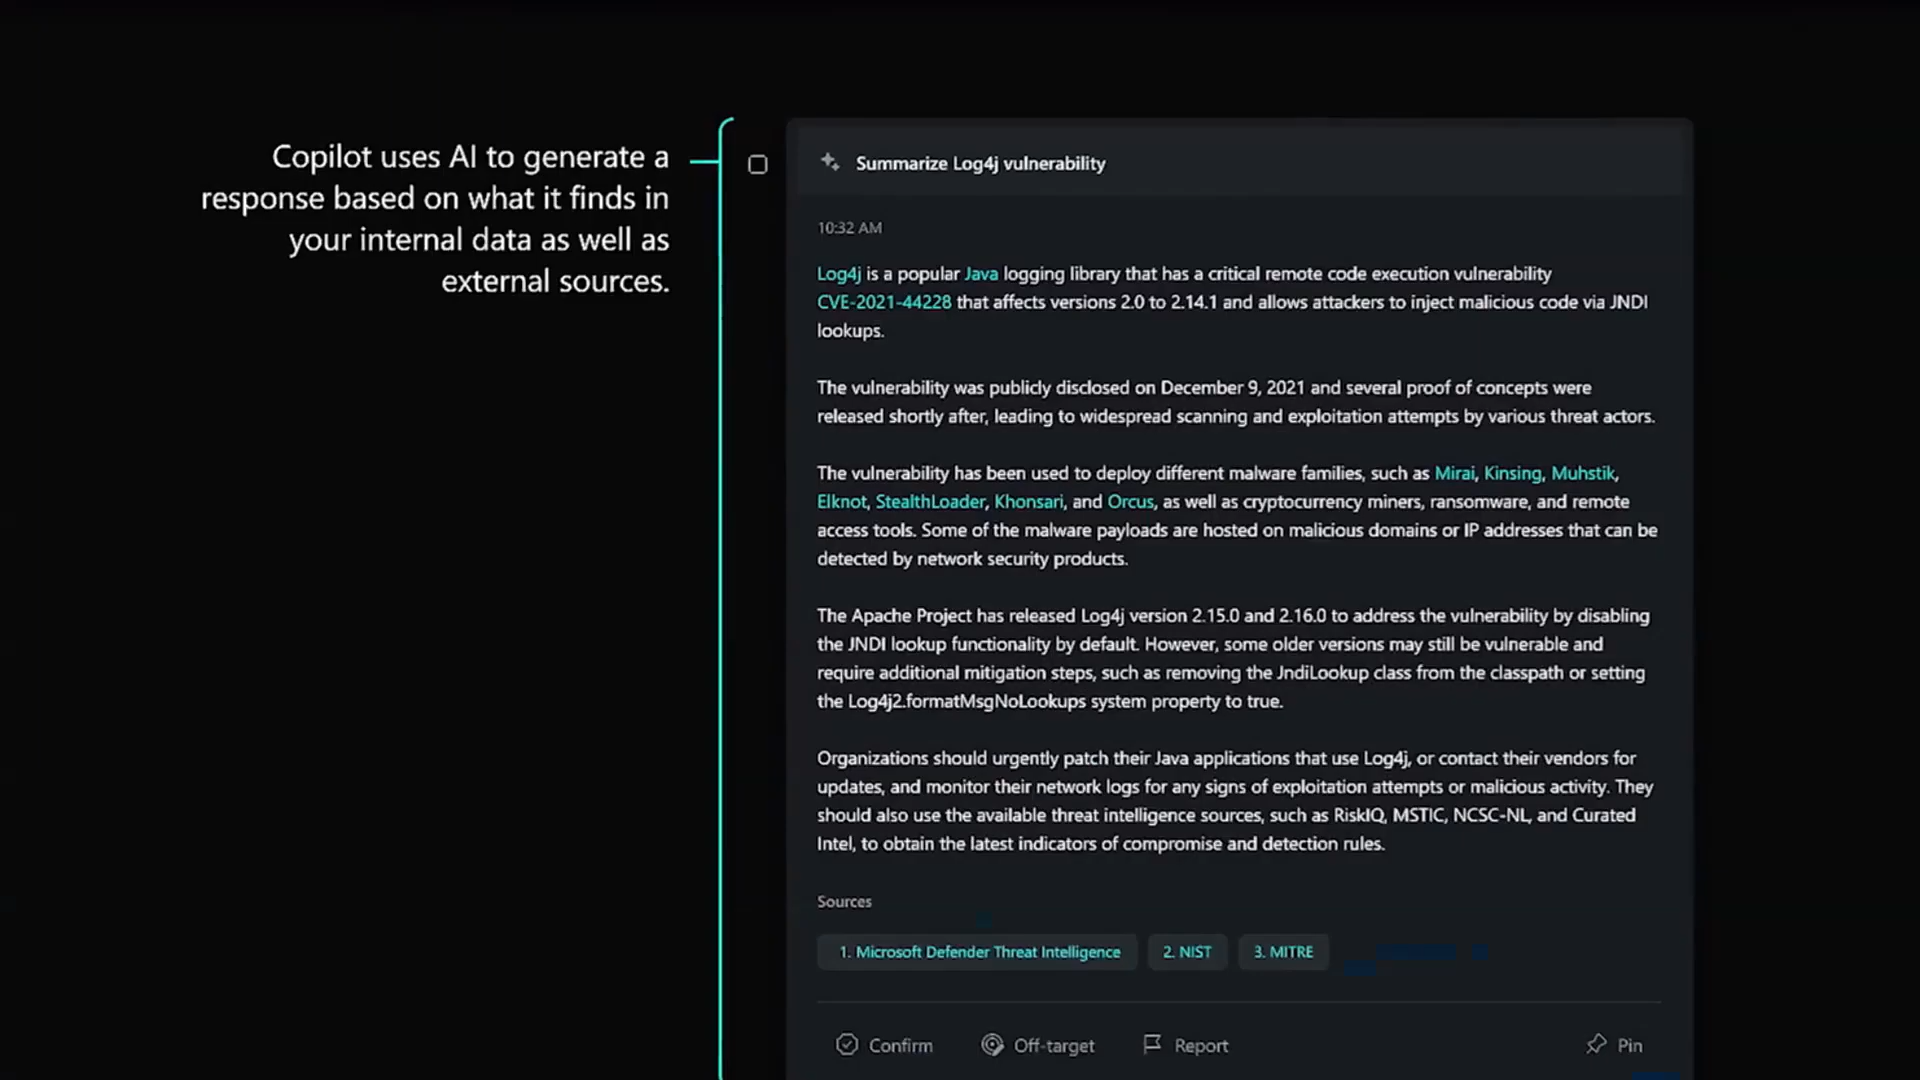 Copilot uses AI to generate a
response based on what it finds in
your internal data as well as
external sources.
Summarize Log4j vulnerability
10:32 AM
Log4j is a popular Java logging library that has a critical remote code execution vulnerability
CVE-2021-44228 that affects versions 2.0 to 2.14.1 and allows attackers to inject malicious code via JNDI
lookups.
The vulnerability was publicly disclosed on December 9, 2021 and several proof of concepts were
released shortly after, leading to widespread scanning and exploitation attempts by various threat actors.
The vulnerability has been used to deploy different malware families, such as Mirai, Kinsing, Muhstik,
Elknot, StealthLoader, Khonsari, and Orcus, as well as cryptocurrency miners, ransomware, and remote
access tools. Some of the malware payloads are hosted on malicious domains or IP addresses that can be
detected by network security products.
The Apache Project has released Log4j version 2.15.0 and 2.16.0 to address the vulnerability by disabling
the JNDI lookup functionality by default. However, some older versions may still be vulnerable and
require additional mitigation steps, such as removing the JndiLookup class from the classpath or setting
the Log4j2.formatMsgNoLookups system property to true.
Organizations should urgently patch their Java applications that use Log4j, or contact their vendors for
updates, and monitor their network logs for any signs of exploitation attempts or malicious activity. They
should also use the available threat intelligence sources, such as RiskIQ, MSTIC, NCSC-NL, and Curated
Intel, to obtain the latest indicators of compromise and detection rules.
Sources
1. Microsoft Defender Threat Intelligence
2. NIST
3. MITRE
Confirm
Off-target
Report
Pin